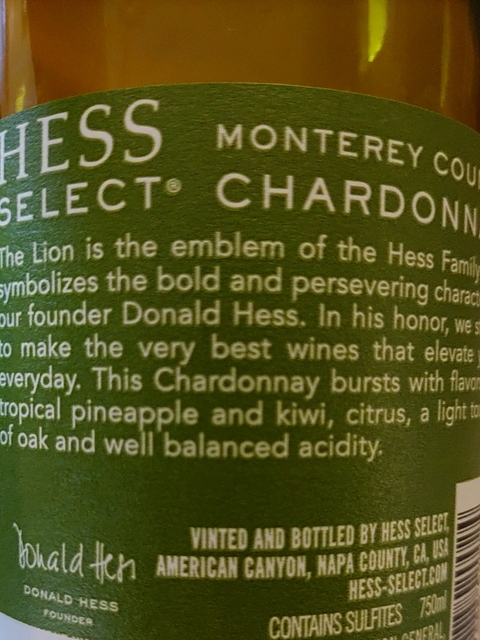 HESS
SELECT®
MONTEREY COU
CHARDONN
The Lion is the emblem of the Hess Family
symbolizes the bold and persevering charact
our founder Donald Hess. In his honor, we s
to make the very best wines that elevate y
everyday. This Chardonnay bursts with flavor
tropical pineapple and kiwi, citrus, a light to
of oak and well balanced acidity.
Donald Hess
DONALD HESS
FOUNDER
VINTED AND BOTTLED BY HESS SELECT,
AMERICAN CANYON, NAPA COUNTY, CA, USA
HESS-SELECT.COM
CONTAINS SULFITES 750ml
GENERAL,